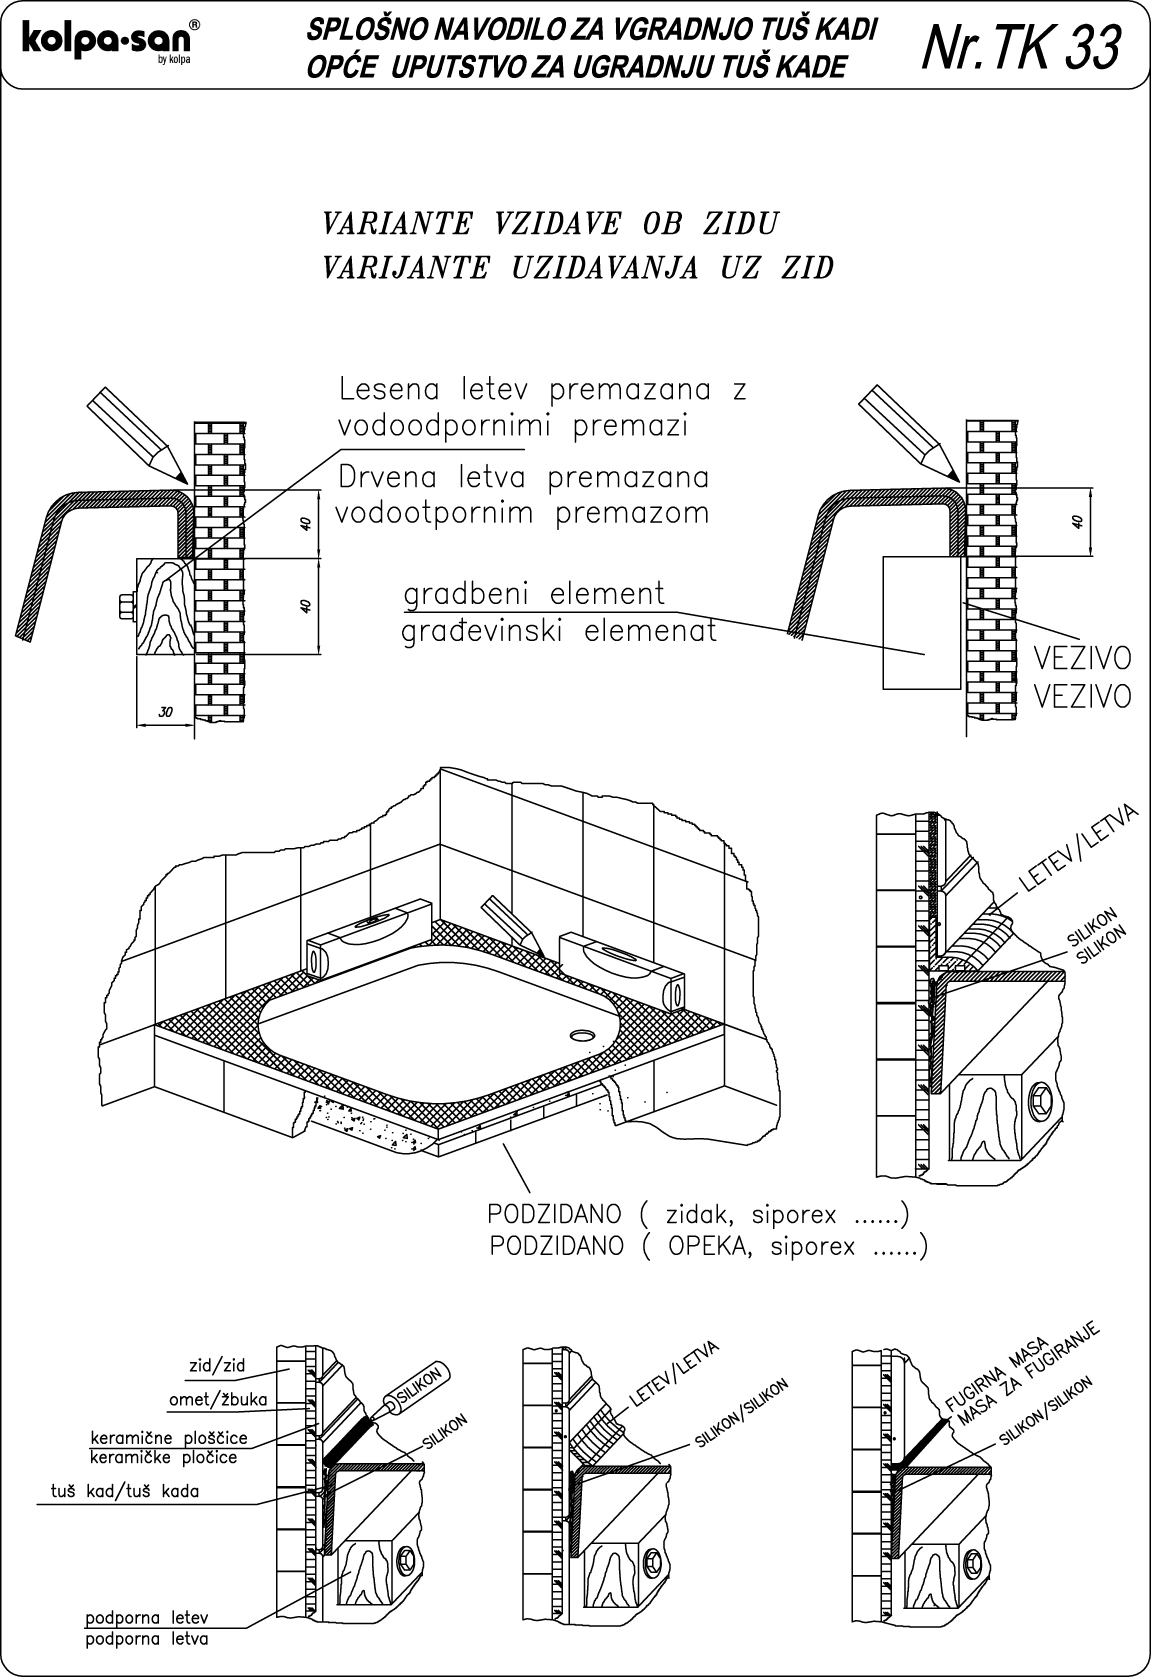 kolpa·san®
by kolpa
SPLOŠNO NAVODILO ZA VGRADNJO TUŠ KADI
OPĆE UPUTSTVO ZA UGRADNJU TUŠ KADE
Nr.TK 33
VARIANTE VZIDAVE OB ZIDU
VARIJANTE UZIDAVANJA UZ ZID
Lesena letev premazana z
vodoodpornimi premazi
Drvena letva premazana
vodootpornim premazom
40
40
30
gradbeni element
građevinski elemenat
40
VEZIVO
VEZIVO
LETEV/LETVA
SILIKON
SILIKON
PODZIDANO ( zidak, siporex ......)
PODZIDANO ( OPEKA, siporex ......)
zid/zid
omet/žbuka
keramične ploščice
keramičke pločice
tuš kad/tuš kada
podporna letev
podporna letva
SILIKON
SILIKON
LETEV/LETVA
SILIKON/SILIKON
FUGIRNA MASA
MASA ZA FUGIRANJE
SILIKON/SILIKON